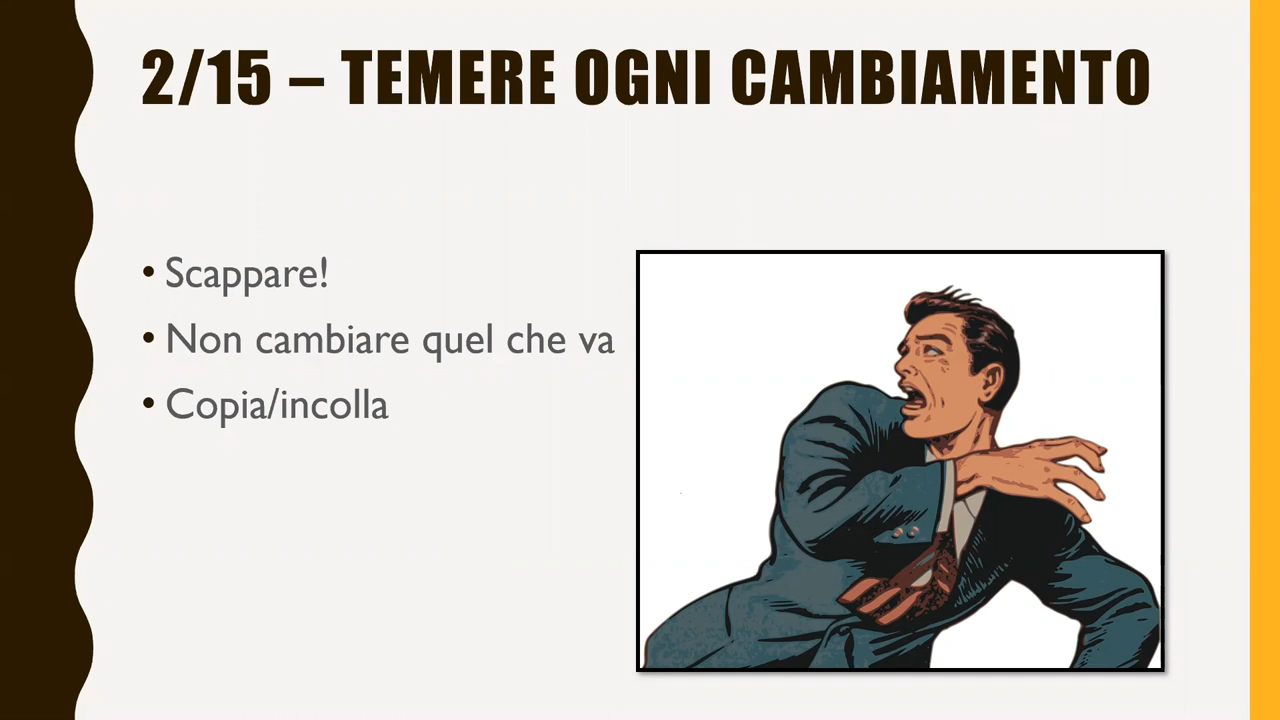 2/15 – TEMERE OGNI CAMBIAMENTO
• Scappare!
• Non cambiare quel che va
• Copia/incolla